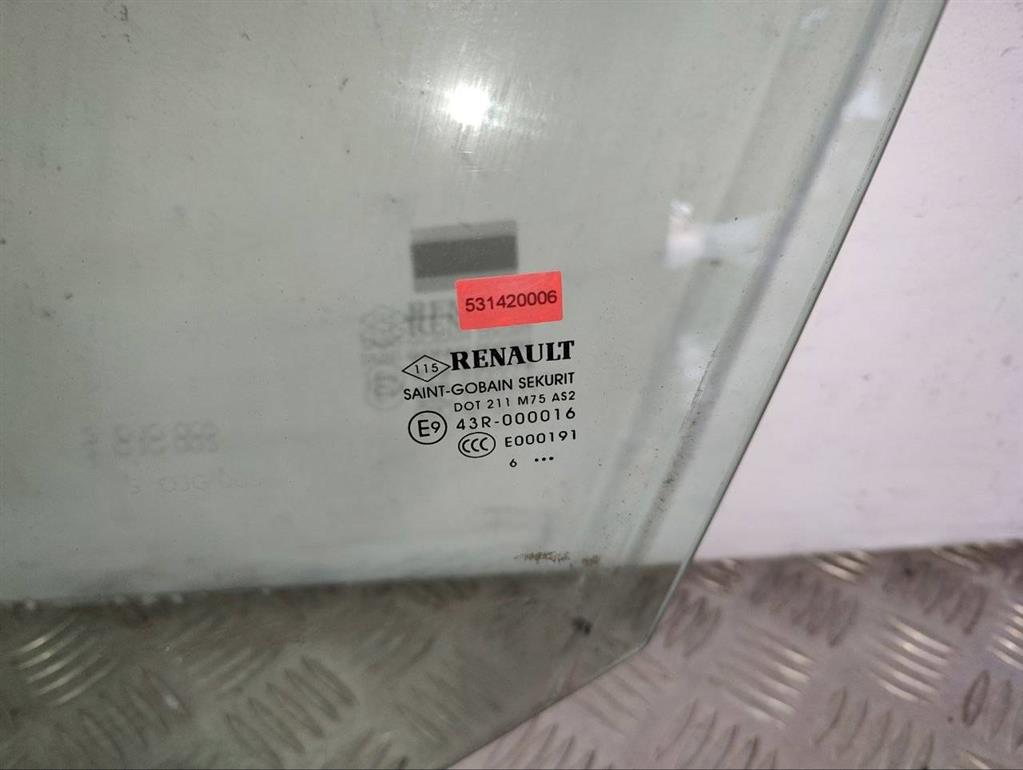 531420006
115 RENAULT
SAINT-GOBAIN SEKURIT
DOT 211 M75 AS2
E9 43R-000016
CCC E000191
6 •••